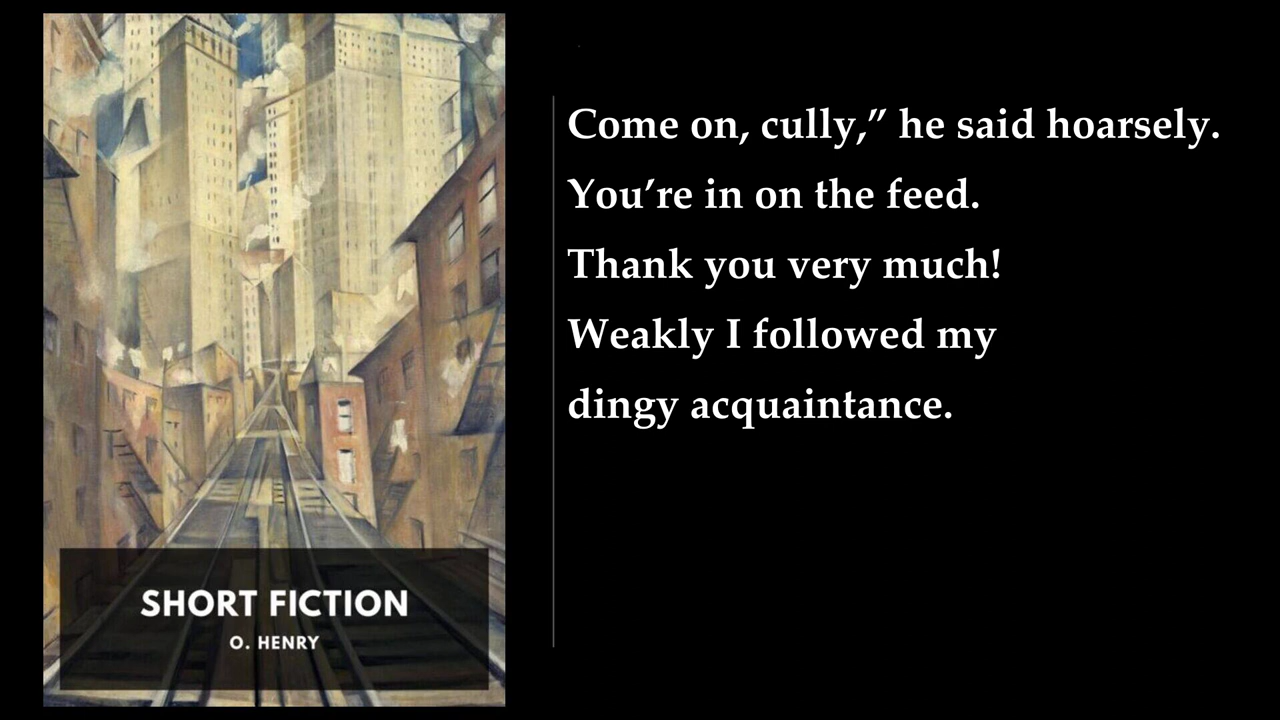 Come on, cully,” he said hoarsely.
You’re in on the feed.
Thank you very much!
Weakly I followed my
dingy acquaintance.
SHORT FICTION
O. HENRY